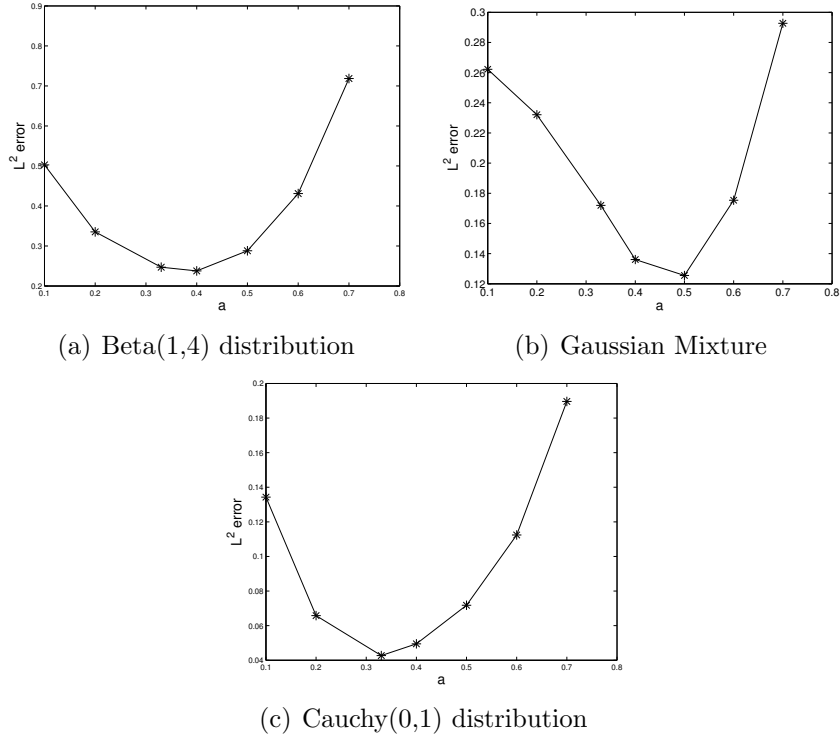 0.9
0.8
0.7
0.6
L² error
0.5
0.4
0.3
0.2
0.1 0.2 0.3 0.4 0.5 0.6 0.7 0.8
a
(a) Beta(1,4) distribution
0.3
0.28
0.26
0.24
0.22
L² error
0.2
0.18
0.16
0.14
0.12
0.1 0.2 0.3 0.4 0.5 0.6 0.7 0.8
a
(b) Gaussian Mixture
0.2
0.18
0.16
0.14
0.12
L² error
0.1
0.08
0.06
0.04
0.1 0.2 0.3 0.4 0.5 0.6 0.7 0.8
a
(c) Cauchy(0,1) distribution